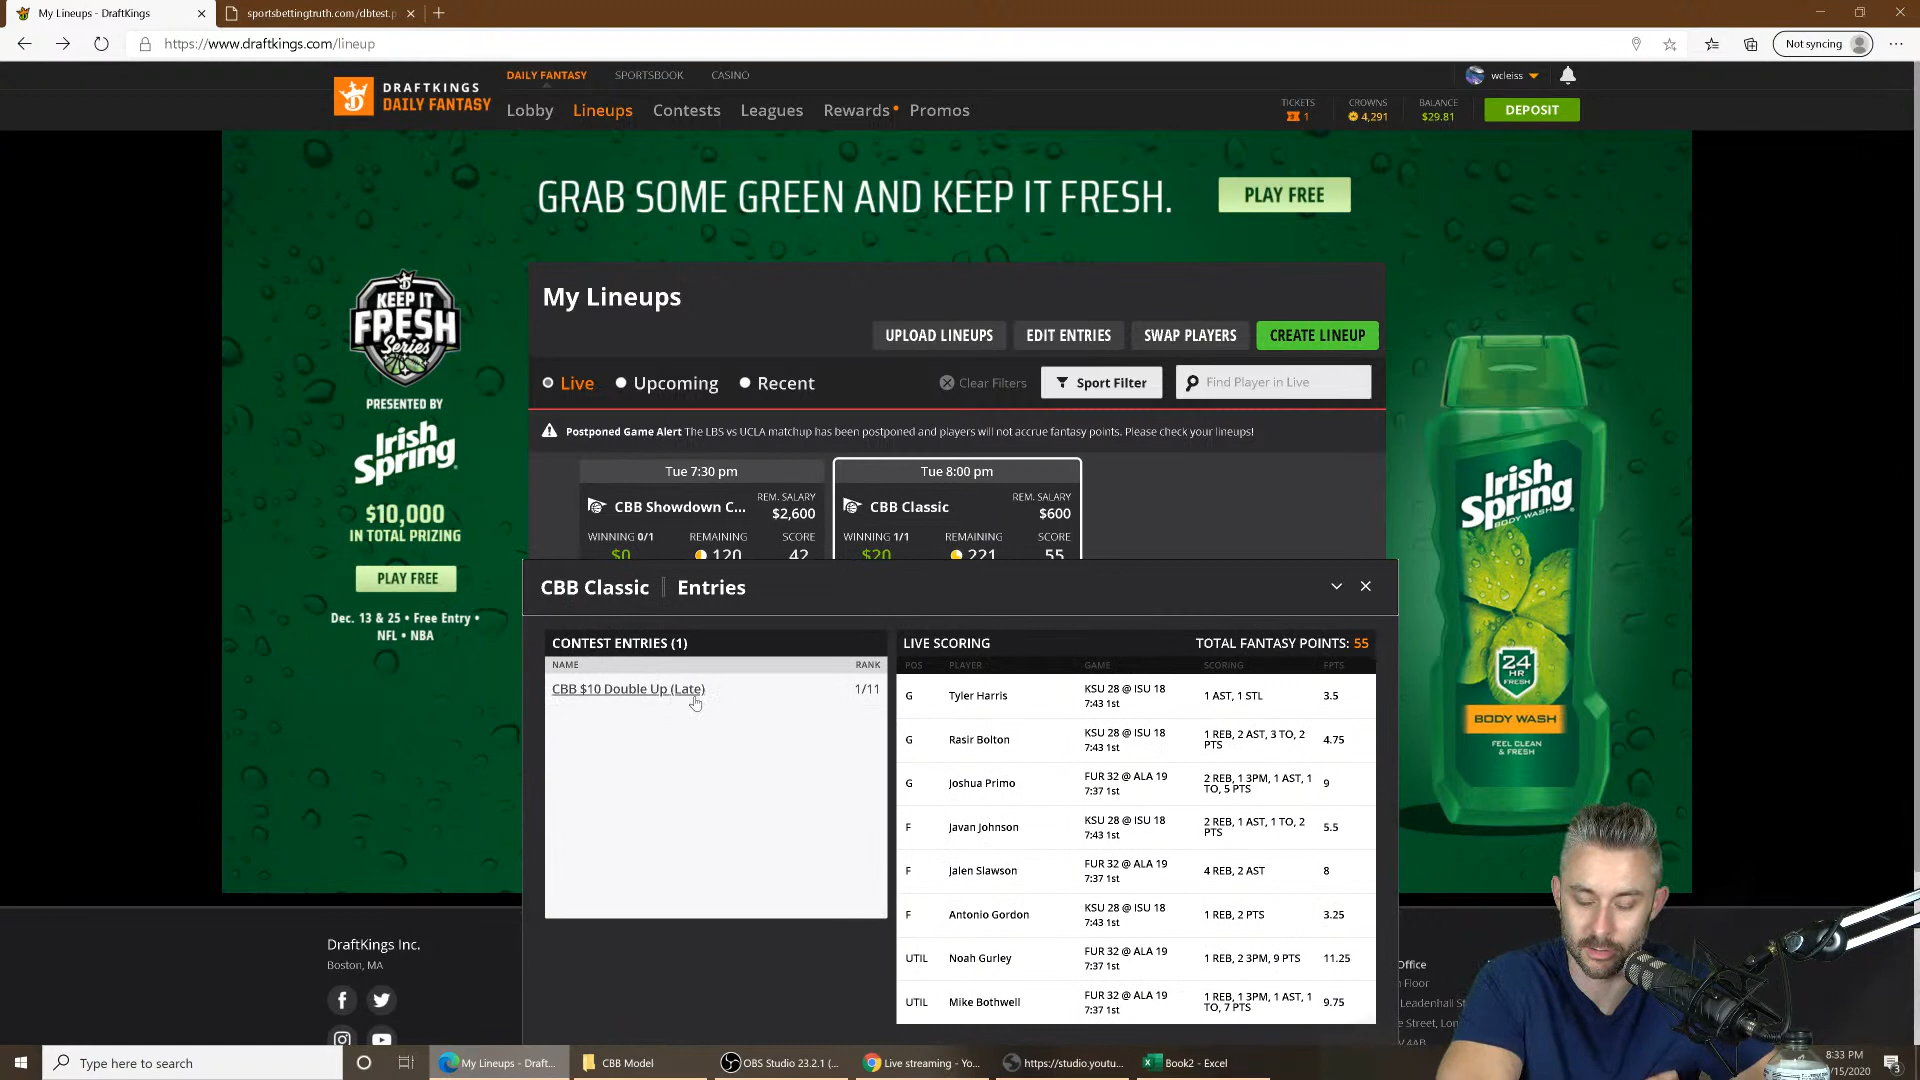 My Lineups - DraftKings
sportsbettingtruth.com/dbtest.p
https://www.draftkings.com/lineup
Not syncing
DRAFTKINGS
DAILY FANTASY
DAILY FANTASY SPORTSBOOK CASINO
wcleiss
Lobby Lineups Contests Leagues Rewards Promos
TICKETS
1
CROWNS
4,291
BALANCE
$29.81
DEPOSIT
GRAB SOME GREEN AND KEEP IT FRESH.
PLAY FREE
KEEP IT
FRESH
Series
PRESENTED BY
Irish
Spring
$10,000
IN TOTAL PRIZING
PLAY FREE
Dec. 13 & 25 • Free Entry •
NFL • NBA
My Lineups
UPLOAD LINEUPS EDIT ENTRIES SWAP PLAYERS CREATE LINEUP
Live Upcoming Recent
Clear Filters
Sport Filter
Find Player in Live
Postponed Game Alert The LBS vs UCLA matchup has been postponed and players will not accrue fantasy points. Please check your lineups!
Tue 7:30 pm
CBB Showdown C...
REM. SALARY
$2,600
WINNING 0/1 REMAINING SCORE
$0 120 42
Tue 8:00 pm
CBB Classic
REM. SALARY
$600
WINNING 1/1 REMAINING SCORE
$20 221 55
CBB Classic | Entries
CONTEST ENTRIES (1)
NAME RANK
CBB $10 Double Up (Late) 1/11
LIVE SCORING TOTAL FANTASY POINTS: 55
POS PLAYER GAME SCORING FPTS
G Tyler Harris KSU 28 @ ISU 18 7:43 1st 1 AST, 1 STL 3.5
G Rasir Bolton KSU 28 @ ISU 18 7:43 1st 1 REB, 2 AST, 3 TO, 2 PTS 4.75
G Joshua Primo FUR 32 @ ALA 19 7:37 1st 2 REB, 1 3PM, 1 AST, 1 TO, 5 PTS 9
F Javan Johnson KSU 28 @ ISU 18 7:43 1st 2 REB, 1 AST, 1 TO, 2 PTS 5.5
F Jalen Slawson FUR 32 @ ALA 19 7:37 1st 4 REB, 2 AST 8
F Antonio Gordon KSU 28 @ ISU 18 7:43 1st 1 REB, 2 PTS 3.25
UTIL Noah Gurley FUR 32 @ ALA 19 7:37 1st 1 REB, 2 3PM, 9 PTS 11.25
UTIL Mike Bothwell FUR 32 @ ALA 19 7:37 1st 1 REB, 1 3PM, 1 AST, 1 TO, 7 PTS 9.75
Irish
Spring
BODY WASH
24
HR
FRESH
BODY WASH
FEEL CLEAN
& FRESH
DraftKings Inc.
Boston, MA
Office
Floor
Leadenhall St
e Street, Lon
4AB
Type here to search
My Lineups - Draft...
CBB Model
OBS Studio 23.2.1 (...
Live streaming - Yo...
https://studio.youtu...
Book2 - Excel
8:33 PM
/15/2020
3